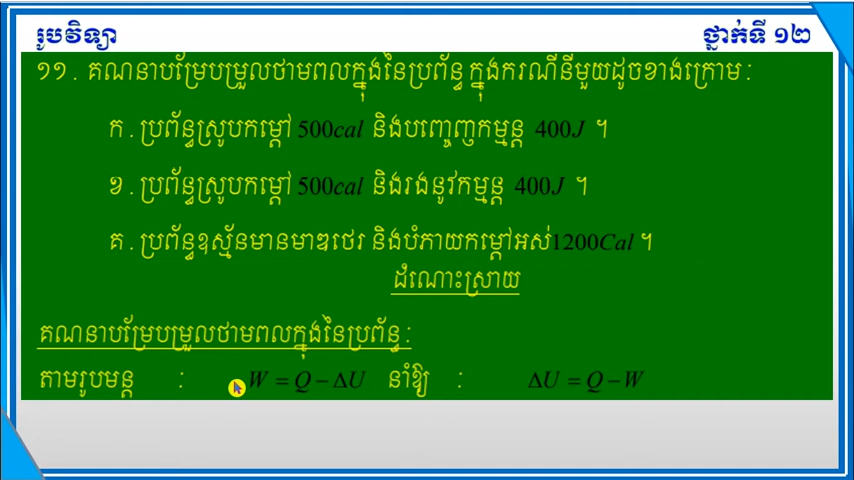 រូបវិទ្យា ថ្នាក់ទី ១២
១១. គណនាបម្រែបម្រួលថាមពលក្នុងនៃប្រព័ន្ធ ក្នុងករណីនីមួយដូចខាងក្រោម:
ក. ប្រព័ន្ធស្រូបកម្ដៅ 500cal និងបញ្ចេញកម្មន្ត 400J ។
ខ. ប្រព័ន្ធស្រូបកម្ដៅ 500cal និងរងនូវកម្មន្ត 400J ។
គ. ប្រព័ន្ធឧស្ម័នមានមាឌថេរ និងបំភាយកម្ដៅអស់1200Cal ។
ដំណោះស្រាយ
គណនាបម្រែបម្រួលថាមពលក្នុងនៃប្រព័ន្ធ:
តាមរូបមន្ត : W = Q − ΔU នាំឱ្យ : ΔU = Q − W